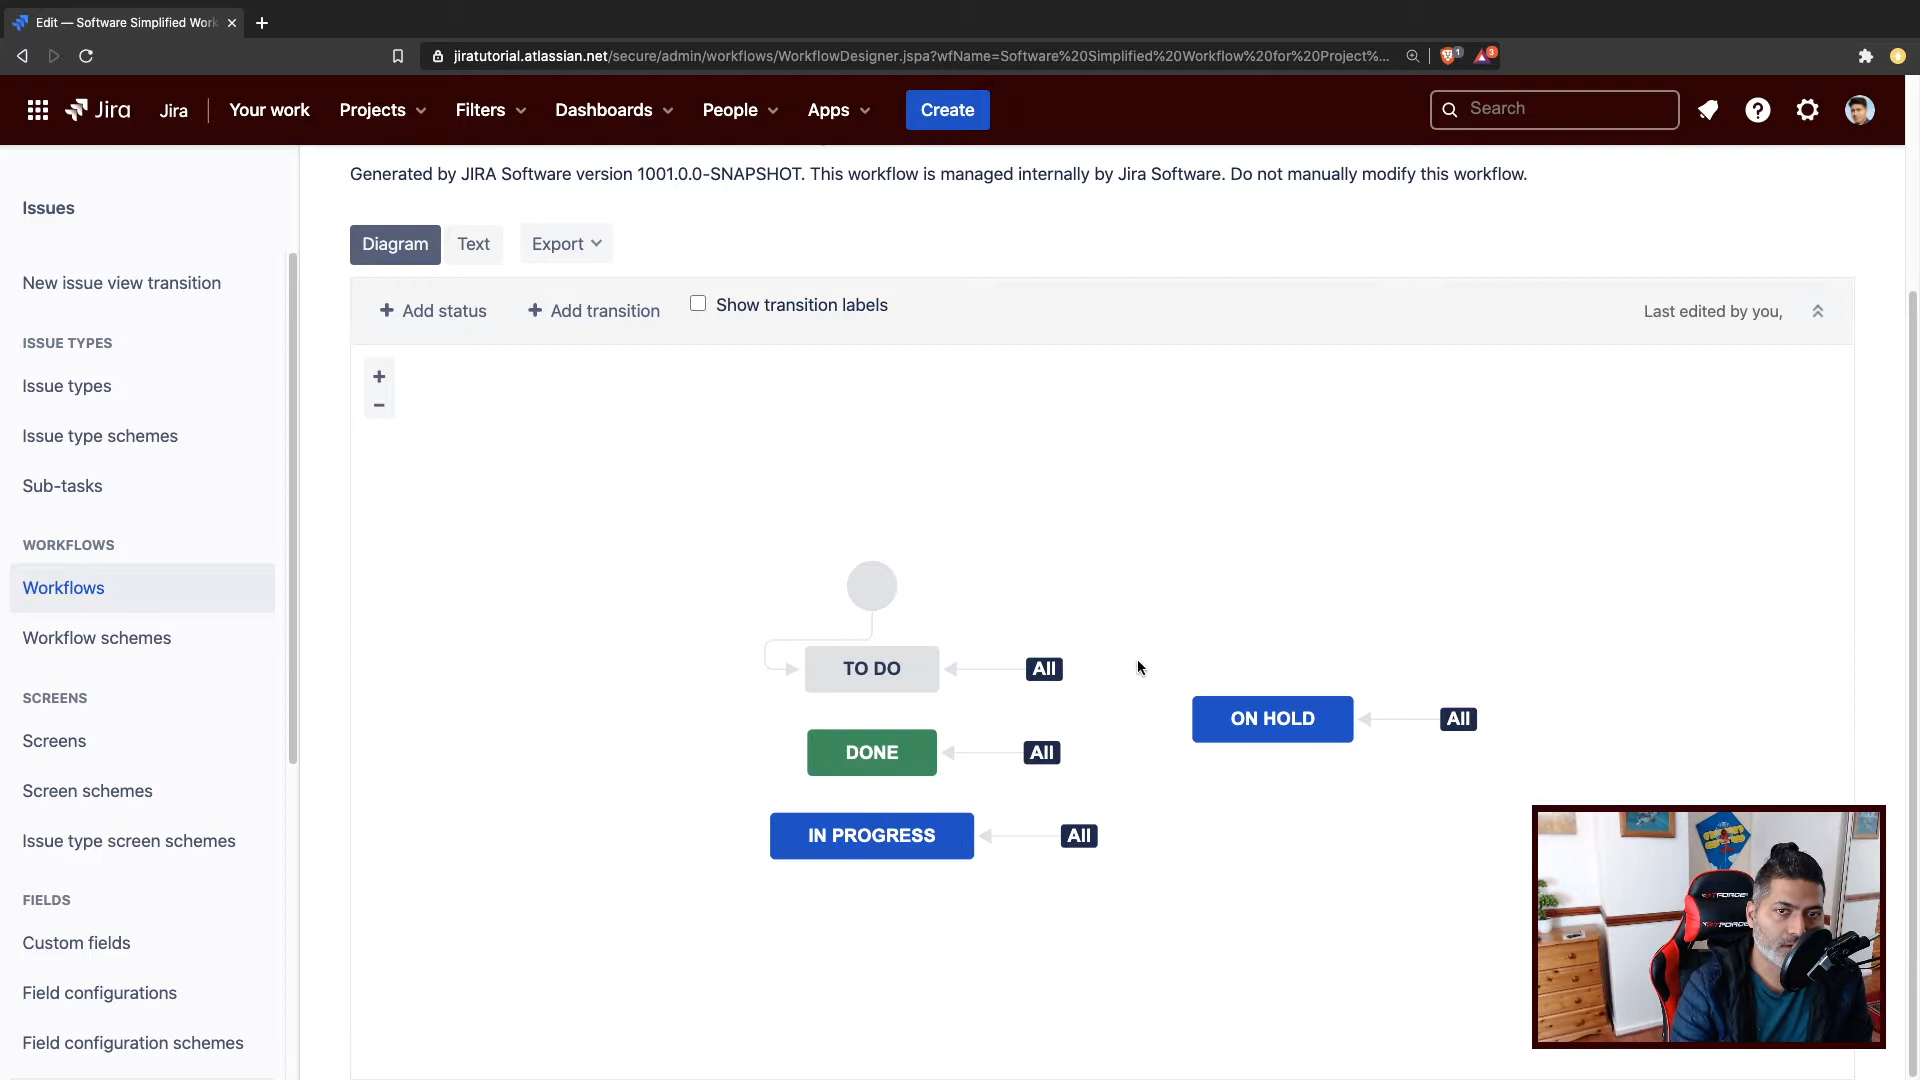 Edit — Software Simplified Work
jiratutorial.atlassian.net/secure/admin/workflows/WorkflowDesigner.jspa?wfName=Software%20Simplified%20Workflow%20for%20Project%...
1
3
Jira
Jira
Your work
Projects
Filters
Dashboards
People
Apps
Create
Search
Generated by JIRA Software version 1001.0.0-SNAPSHOT. This workflow is managed internally by Jira Software. Do not manually modify this workflow.
Issues
Diagram
Text
Export
New issue view transition
Add status
Add transition
Show transition labels
Last edited by you,
ISSUE TYPES
Issue types
Issue type schemes
Sub-tasks
WORKFLOWS
Workflows
Workflow schemes
SCREENS
Screens
Screen schemes
Issue type screen schemes
FIELDS
Custom fields
Field configurations
Field configuration schemes
TO DO
All
ON HOLD
All
DONE
All
IN PROGRESS
All